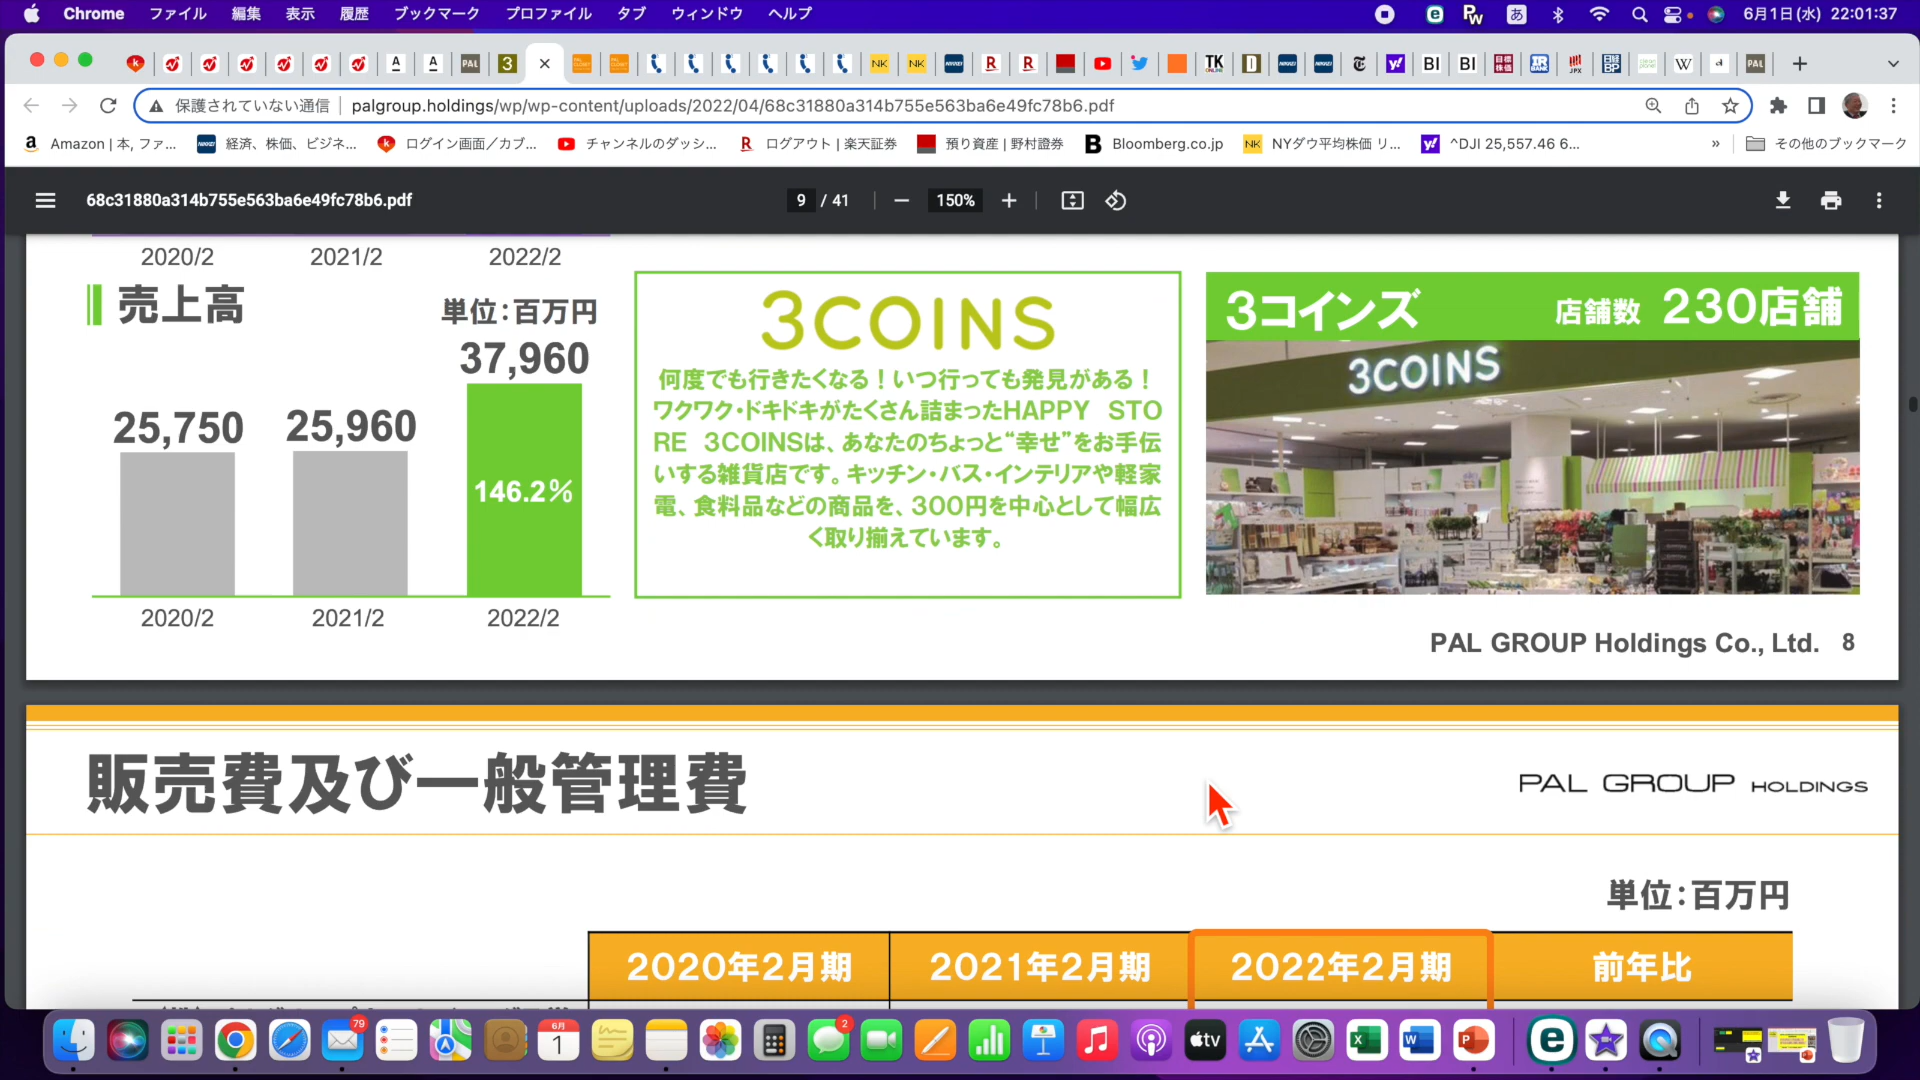 Chrome ファイル 編集 表示 履歴 ブックマーク プロファイル タブ ウィンドウ ヘルプ
あ 6月1日(水) 22:01:37
保護されていない通信 palgroup.holdings/wp/wp-content/uploads/2022/04/68c31880a314b755e563ba6e49fc78b6.pdf
Amazon | 本, ファ... 経済、株価、ビジネ... ログイン画面／カブ... チャンネルのダッシ... ログアウト | 楽天証券 預り資産 | 野村證券 Bloomberg.co.jp NYダウ平均株価 リ... ^DJI 25,557.46 6... » その他のブックマーク
68c31880a314b755e563ba6e49fc78b6.pdf 9 / 41 150%
2020/2 2021/2 2022/2
売上高 単位：百万円
37,960
25,750 25,960
146.2%
2020/2 2021/2 2022/2
3COINS
何度でも行きたくなる！いつ行っても発見がある！
ワクワク・ドキドキがたくさん詰まったHAPPY STO
RE 3COINSは、あなたのちょっと“幸せ”をお手伝
いする雑貨店です。キッチン・バス・インテリアや軽家
電、食料品などの商品を、300円を中心として幅広
く取り揃えています。
3コインズ 店舗数 230店舗
3COINS
PAL GROUP Holdings Co., Ltd. 8
販売費及び一般管理費
PAL GROUP HOLDINGS
単位：百万円
2020年2月期 2021年2月期 2022年2月期 前年比
79 6月 1 2 tv